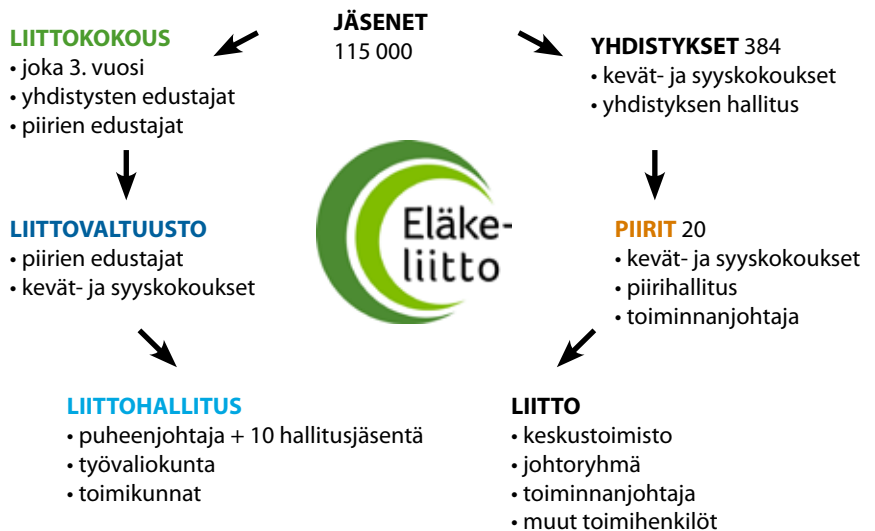 JÄSENET
115 000
LIITTOKOKOUS
• joka 3. vuosi
• yhdistysten edustajat
• piirien edustajat
YHDISTYKSET 384
• kevät- ja syyskokoukset
• yhdistyksen hallitus
Eläke-
liitto
LIITTOVALTUUSTO
• piirien edustajat
• kevät- ja syyskokoukset
PIIRIT 20
• kevät- ja syyskokoukset
• piirihallitus
• toiminnanjohtaja
LIITTOHALLITUS
• puheenjohtaja + 10 hallitusjäsentä
• työvaliokunta
• toimikunnat
LIITTO
• keskustoimisto
• johtoryhmä
• toiminnanjohtaja
• muut toimihenkilöt